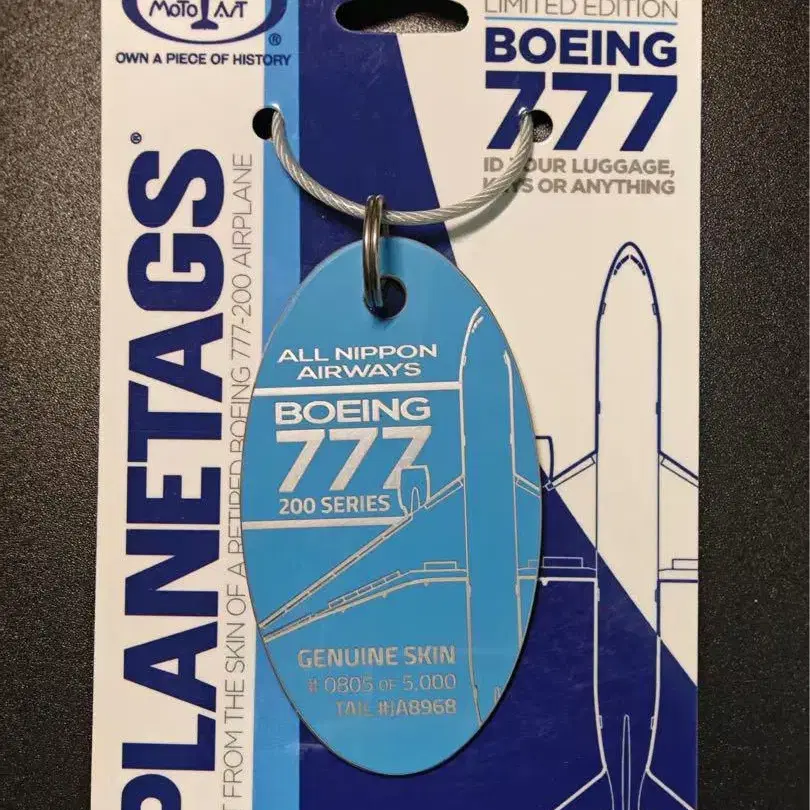 MOTOART
®
OWN A PIECE OF HISTORY
LIMITED EDITION
BOEING
777
ID YOUR LUGGAGE,
KEYS OR ANYTHING
PLANETAGS®
FROM THE SKIN OF A RETIRED BOEING 777-200 AIRPLANE
ALL NIPPON
AIRWAYS
BOEING
777
200 SERIES
GENUINE SKIN
# 0805 OF 5,000
TAIL #JA8968